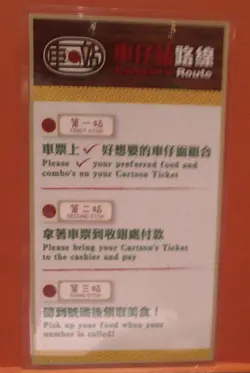 車仔站路線
Cartson's Route
第一站
FIRST STOP
車票上 ✓ 好想要的車仔麵組合
Please ✓ your preferred food and
combo's on your Cartson Ticket
第二站
SECOND STOP
拿著車票到收銀處付款
Please bring your Cartson's Ticket
to the cashier and pay
第三站
THIRD STOP
聽到號碼後領取美食！
Pick up your food when your
number is called!